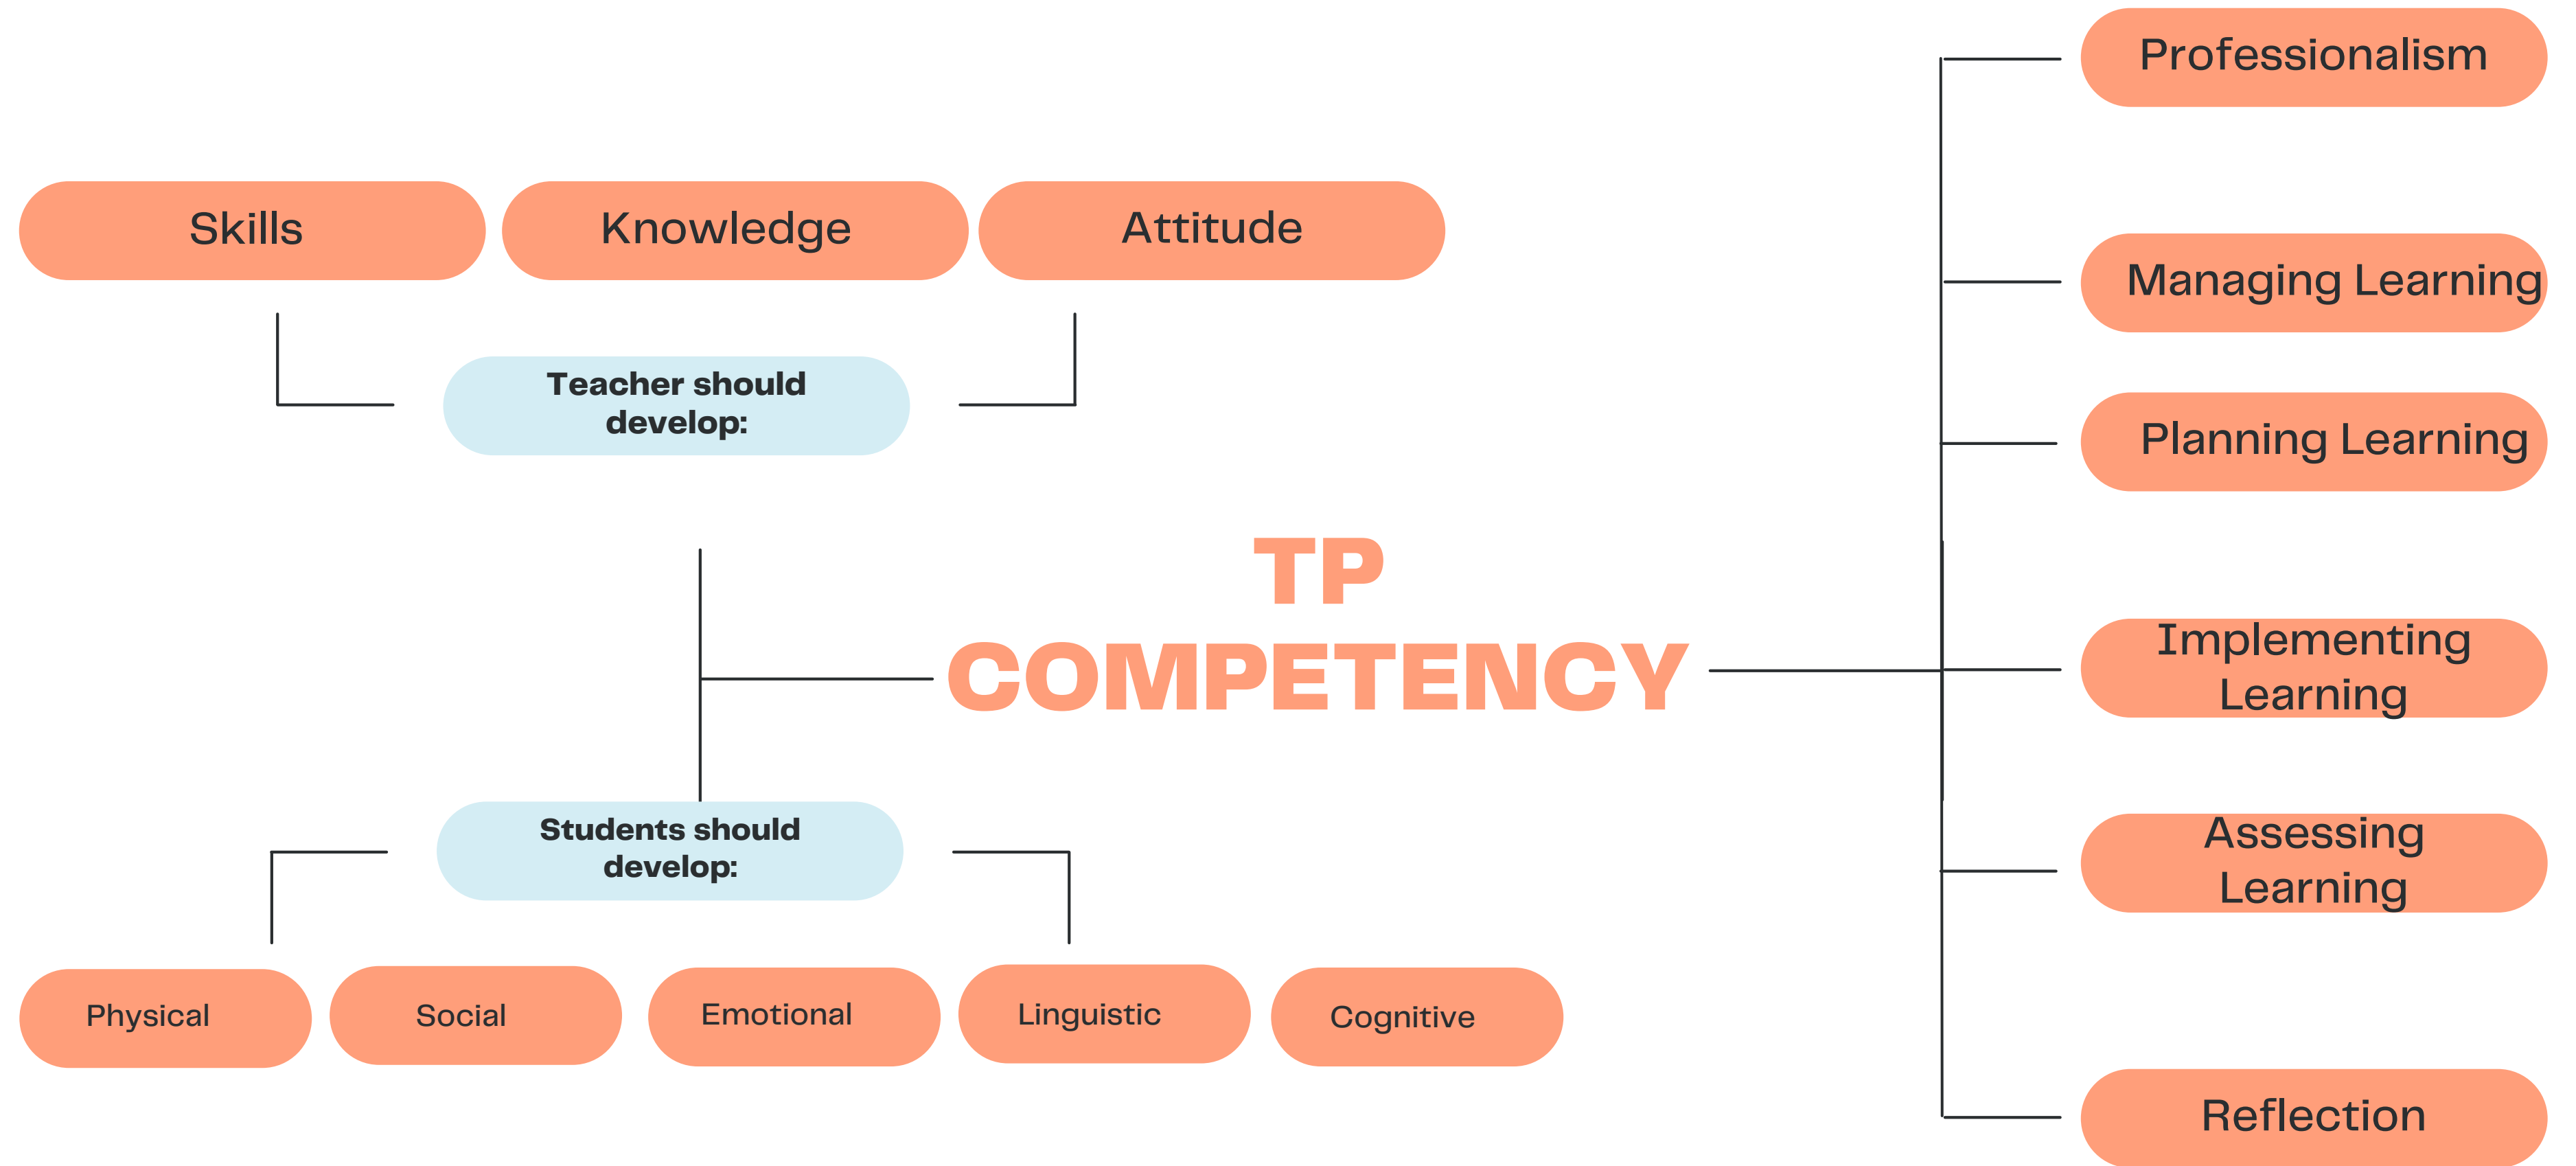 Professionalism
Skills
Knowledge
Attitude
Managing Learning
Teacher should
develop:
Planning Learning
TP
COMPETENCY
Implementing
Learning
Students should
develop:
Assessing
Learning
Physical
Social
Emotional
Linguistic
Cognitive
Reflection